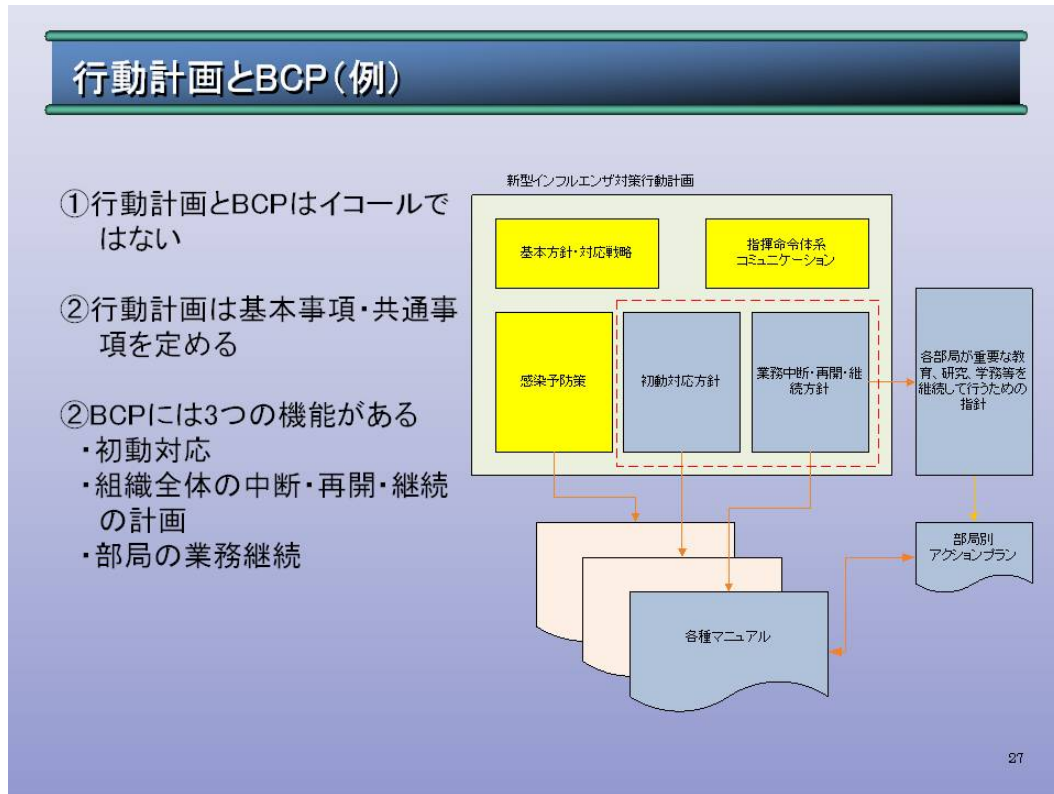 行動計画とBCP(例)
①行動計画とBCPはイコールで
はない
②行動計画は基本事項・共通事
項を定める
②BCPには3つの機能がある
・初動対応
・組織全体の中断・再開・継続
の計画
・部局の業務継続
新型インフルエンザ対策行動計画
基本方針・対応戦略
指揮命令体系
コミュニケーション
感染予防策
初動対応方針
業務中断・再開・継
続方針
各部局が重要な教
育、研究、学務等を
継続して行うための
指針
部局別
アクションプラン
各種マニュアル
27